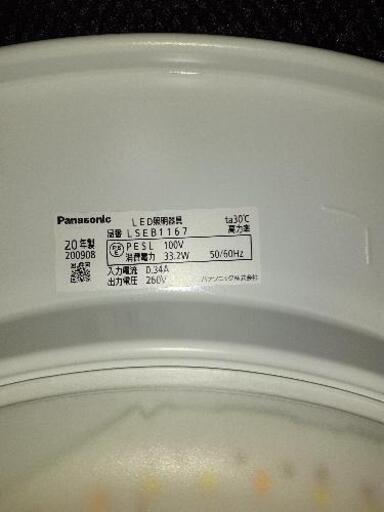 Panasonic LED照明器具 ta30℃
品番 LSEB1167 高力率
20年製 PSE PESL 100V
200908 消費電力 33.2W 50/60Hz
入力電流 0.34A
出力電圧 260V パナソニック株式会社